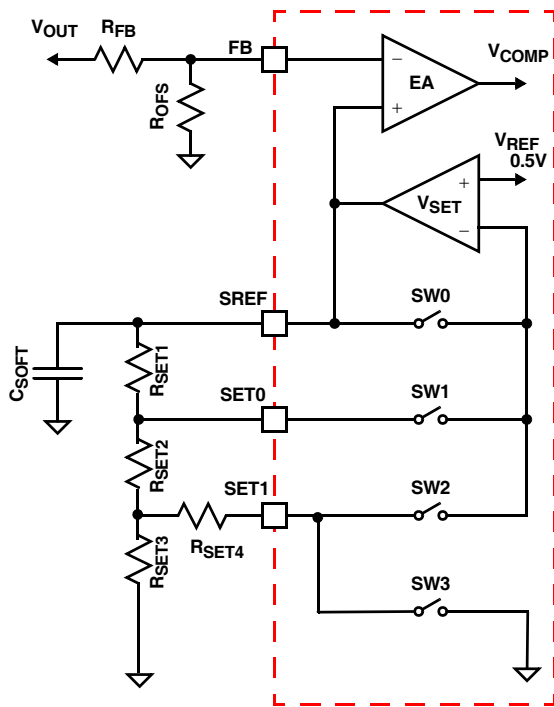 VOUT
RFB
FB
ROFS
−
EA
+
VCOMP
VREF
0.5V
+
VSET
−
SREF
SW0
CSOFT
RSET1
SET0
SW1
RSET2
SET1
SW2
RSET4
RSET3
SW3